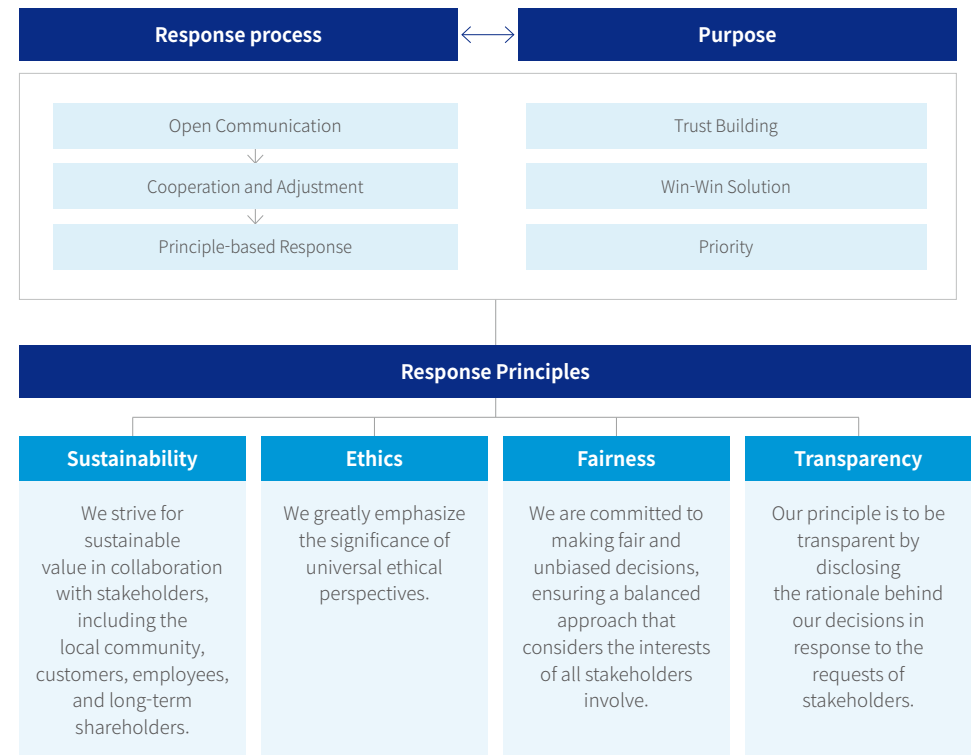 Response process
Purpose
Open Communication
Trust Building
Cooperation and Adjustment
Win-Win Solution
Principle-based Response
Priority
Response Principles
Sustainability
We strive for
sustainable
value in collaboration
with stakeholders,
including the
local community,
customers, employees,
and long-term
shareholders.
Ethics
We greatly emphasize
the significance of
universal ethical
perspectives.
Fairness
We are committed to
making fair and
unbiased decisions,
ensuring a balanced
approach that
considers the interests
of all stakeholders
involve.
Transparency
Our principle is to be
transparent by
disclosing
the rationale behind
our decisions in
response to the
requests of
stakeholders.